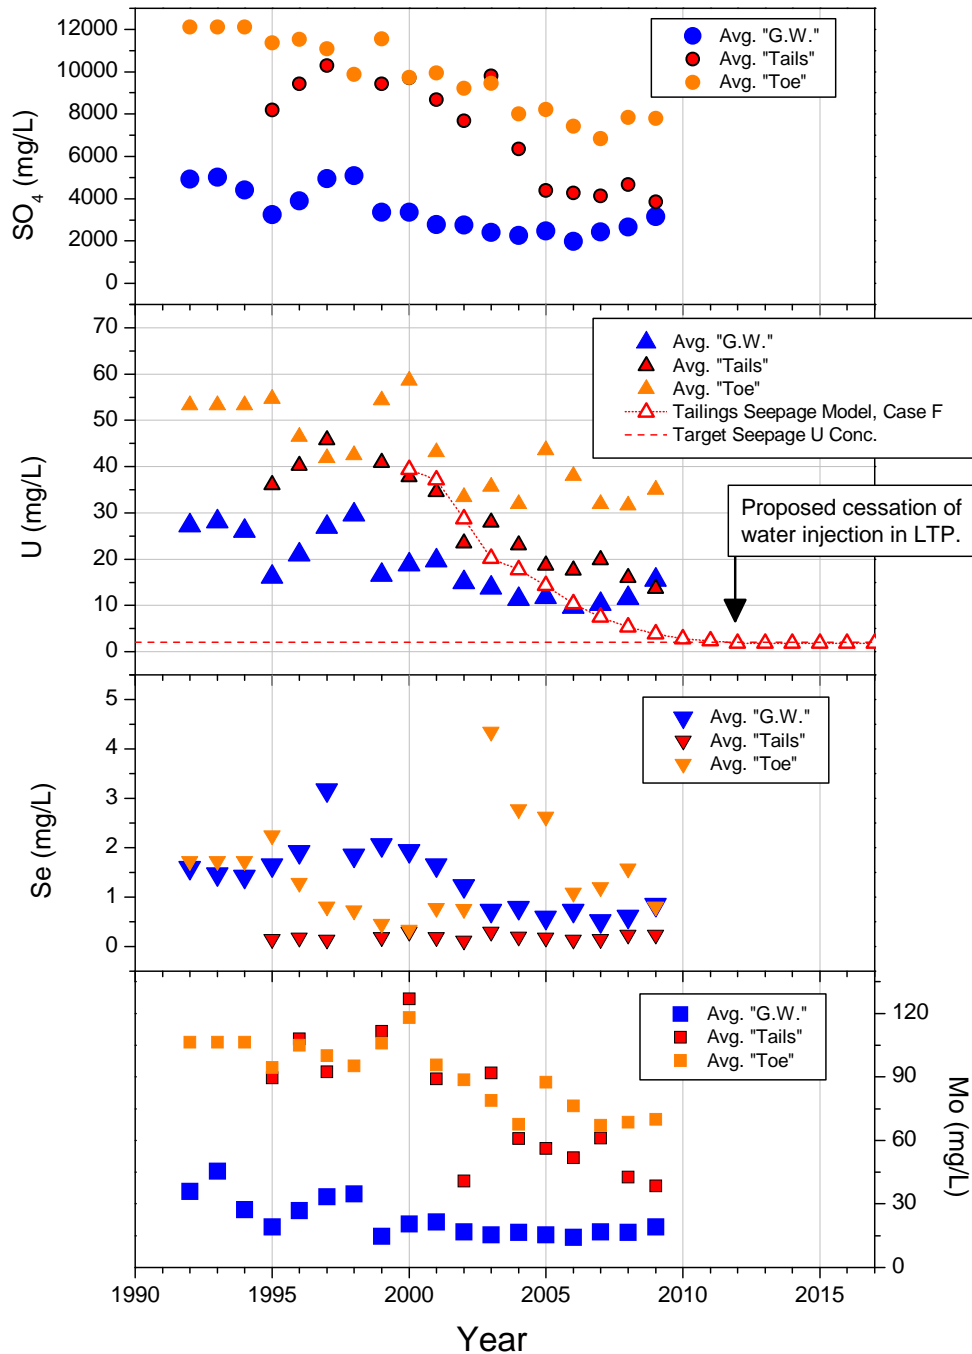 12000
10000
8000
6000
4000
2000
0
SO4 (mg/L)
Avg. "G.W."
Avg. "Tails"
Avg. "Toe"
70
60
50
40
30
20
10
0
U (mg/L)
Avg. "G.W."
Avg. "Tails"
Avg. "Toe"
Tailings Seepage Model, Case F
Target Seepage U Conc.
Proposed cessation of
water injection in LTP.
5
4
3
2
1
0
Se (mg/L)
Avg. "G.W."
Avg. "Tails"
Avg. "Toe"
Avg. "G.W."
Avg. "Tails"
Avg. "Toe"
120
90
60
30
0
Mo (mg/L)
1990 1995 2000 2005 2010 2015
Year